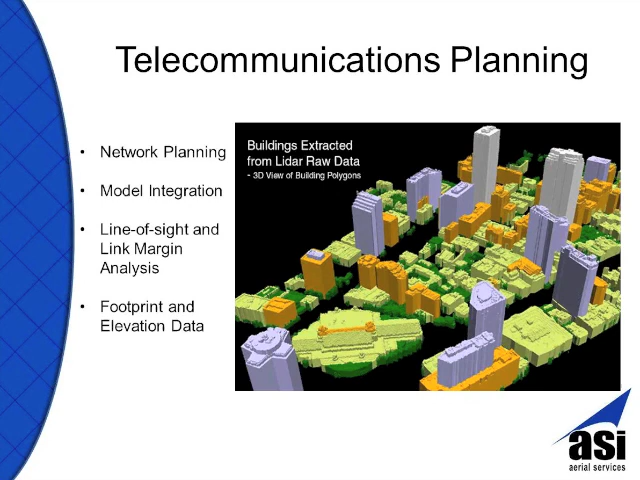 Telecommunications Planning
• Network Planning
• Model Integration
• Line-of-sight and
Link Margin
Analysis
• Footprint and
Elevation Data
Buildings Extracted
from Lidar Raw Data
- 3D View of Building Polygons
asi
aerial services